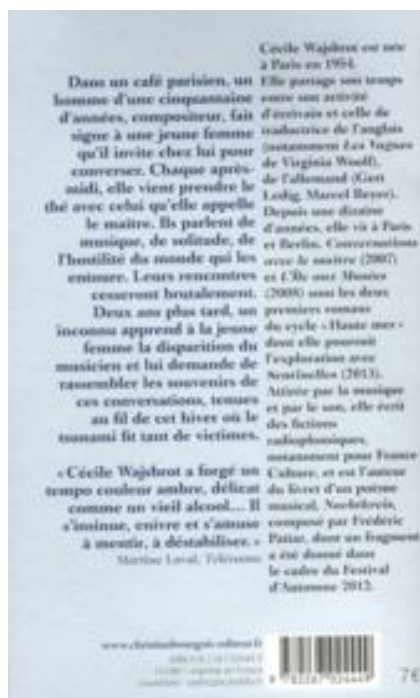 Dans un café parisien, un
homme d'une cinquantaine
d'années, compositeur, fait
signe à une jeune femme
qu'il invite chez lui pour
converser. Chaque après-
midi, elle vient prendre le
thé avec celui qu'elle appelle
le maître. Ils parlent de
musique, de solitude, de
l'hostilité du monde qui les
entoure. Leurs rencontres
cesseront brutalement.
Deux ans plus tard, un
inconnu apprend à la jeune
femme la disparition du
musicien et lui demande de
rassembler les souvenirs de
ces conversations, tenues
au fil de cet hiver où le
tsunami fit tant de victimes.
« Cécile Wajsbrot a forgé un
tempo couleur ambre, délicat
comme un vieil alcool... Il
s'insinue, enivre et s'amuse
à mentir, à déstabiliser. »
Martine Laval, Télérama
Cécile Wajsbrot est née
à Paris en 1954.
Elle partage son temps
entre son activité
d'écrivain et celle de
traductrice de l'anglais
(notamment Les Vagues
de Virginia Woolf),
de l'allemand (Gert
Ledig, Marcel Beyer).
Depuis une dizaine
d'années, elle vit à Paris
et Berlin. Conversations
avec le maître (2007)
et L'Île aux Musées
(2008) sont les deux
premiers romans
du cycle « Haute mer »
dont elle poursuit
l'exploration avec
Sentinelles (2013).
Attirée par la musique
et par le son, elle écrit
des fictions
radiophoniques,
notamment pour France
Culture, et est l'auteur
du livret d'un poème
musical, Nachtkreis,
composé par Frédéric
Pattar, dont un fragment
a été donné dans
le cadre du Festival
d'Automne 2012.
www.christianbourgois-editeur.fr
7€